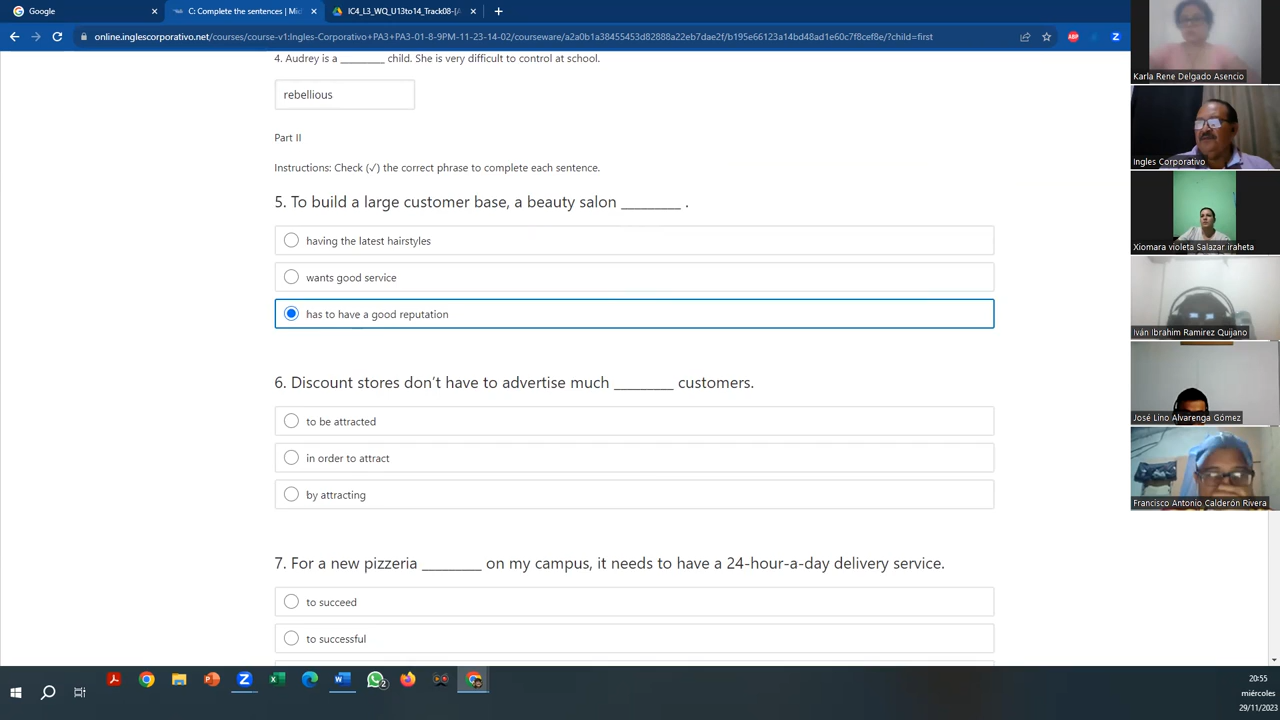 Google
C: Complete the sentences | Mid
IC4_L3_WQ_U13to14_Track08-[A
online.inglescorporativo.net/courses/course-v1:Ingles-Corporativo+PA3+PA3-01-8-9PM-11-23-14-02/courseware/a2a0b1a38455453d82888a22eb7dae2f/b195e66123a14bd48ad1e60c7f8cef8e/?child=first
4. Audrey is a _________ child. She is very difficult to control at school.
rebellious
Part II
Instructions: Check (✓) the correct phrase to complete each sentence.
5. To build a large customer base, a beauty salon _______ .
having the latest hairstyles
wants good service
has to have a good reputation
6. Discount stores don’t have to advertise much _______ customers.
to be attracted
in order to attract
by attracting
7. For a new pizzeria _______ on my campus, it needs to have a 24-hour-a-day delivery service.
to succeed
to successful
Karla Rene Delgado Asencio
Ingles Corporativo
Xiomara violeta Salazar iraheta
Iván Ibrahim Ramirez Quijano
José Lino Alvarenga Gómez
Francisco Antonio Calderón Rivera
2
20:55
miércoles
29/11/2023